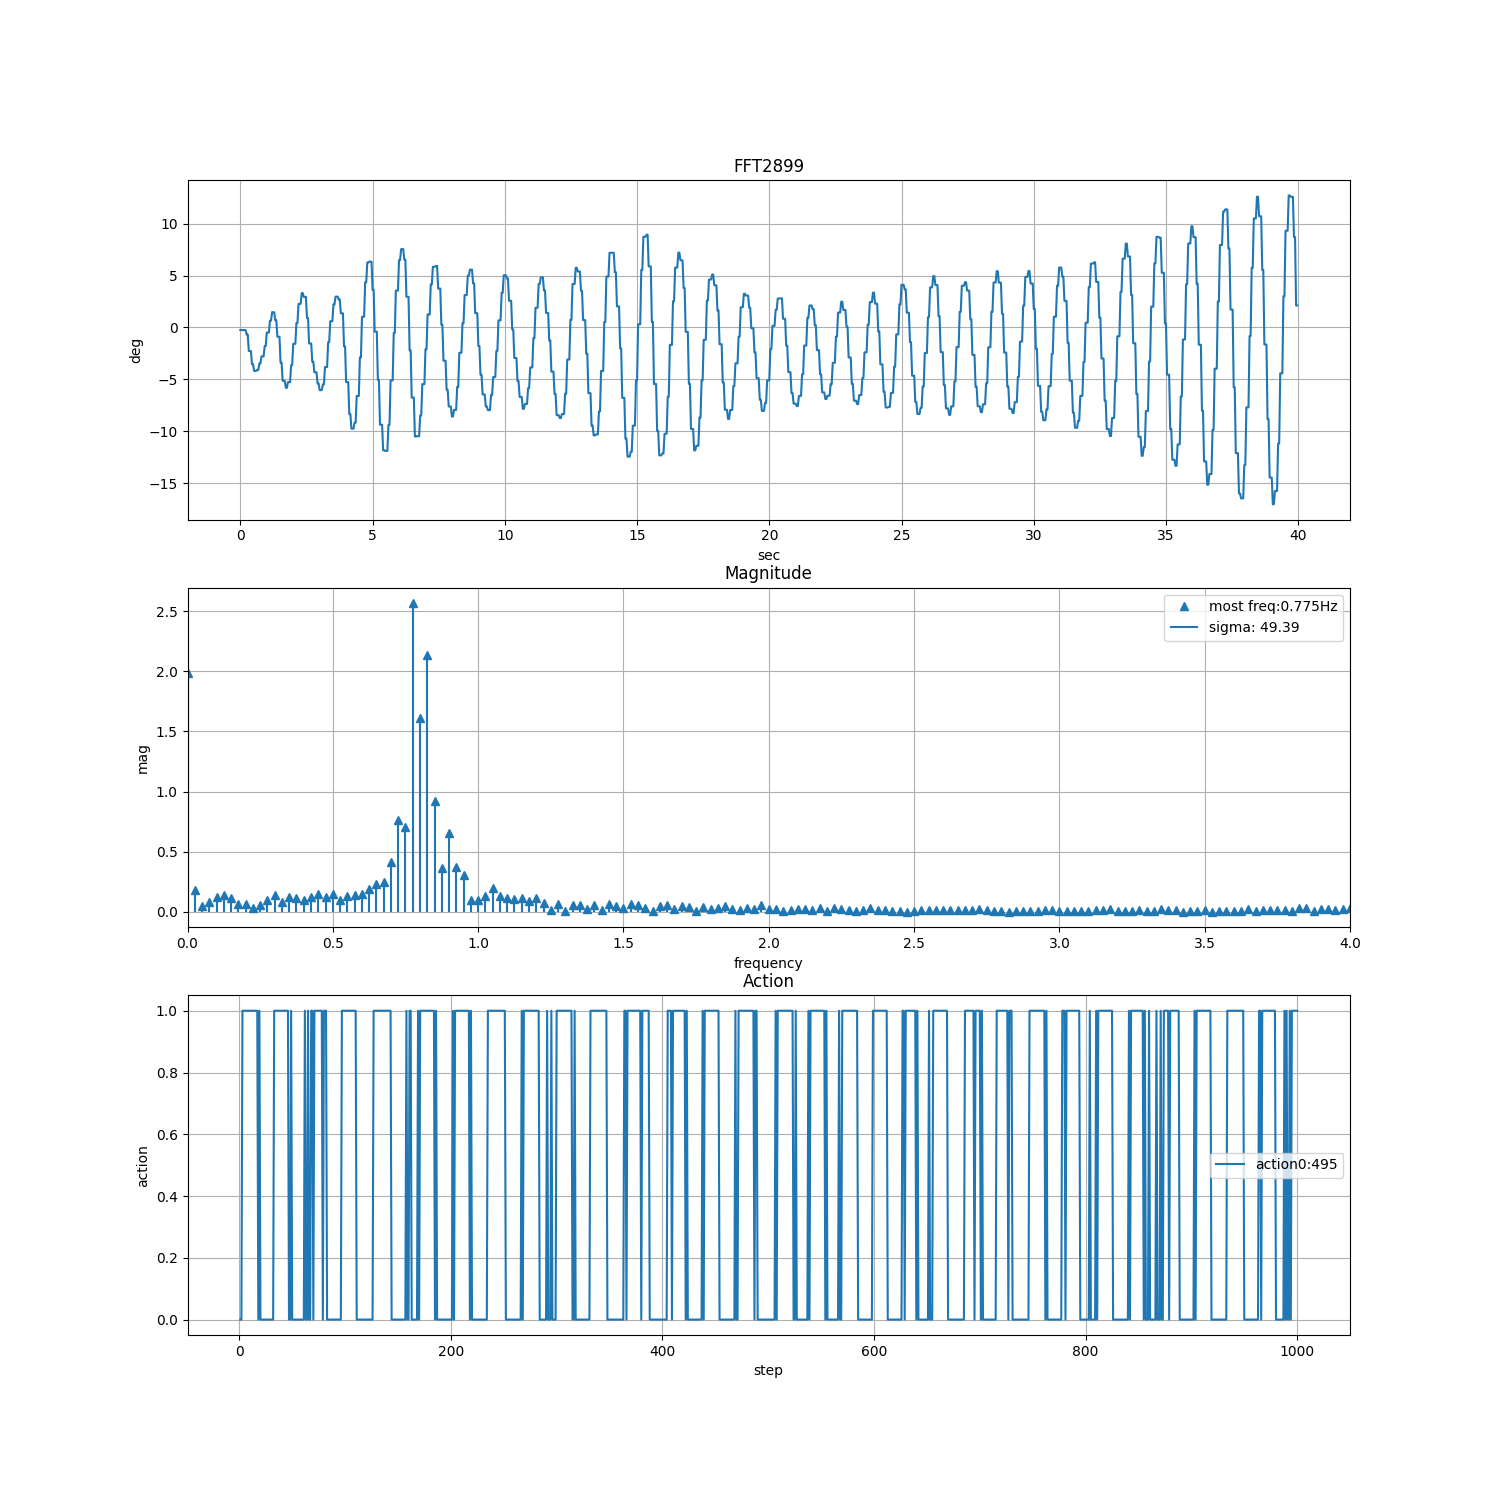 FFT2899
10
5
0
−5
−10
−15
deg
0 5 10 15 20 25 30 35 40
sec
Magnitude
2.5
2.0
1.5
1.0
0.5
0.0
mag
most freq:0.775Hz
sigma: 49.39
0.0 0.5 1.0 1.5 2.0 2.5 3.0 3.5 4.0
frequency
Action
1.0
0.8
0.6
0.4
0.2
0.0
action
action0:495
0 200 400 600 800 1000
step